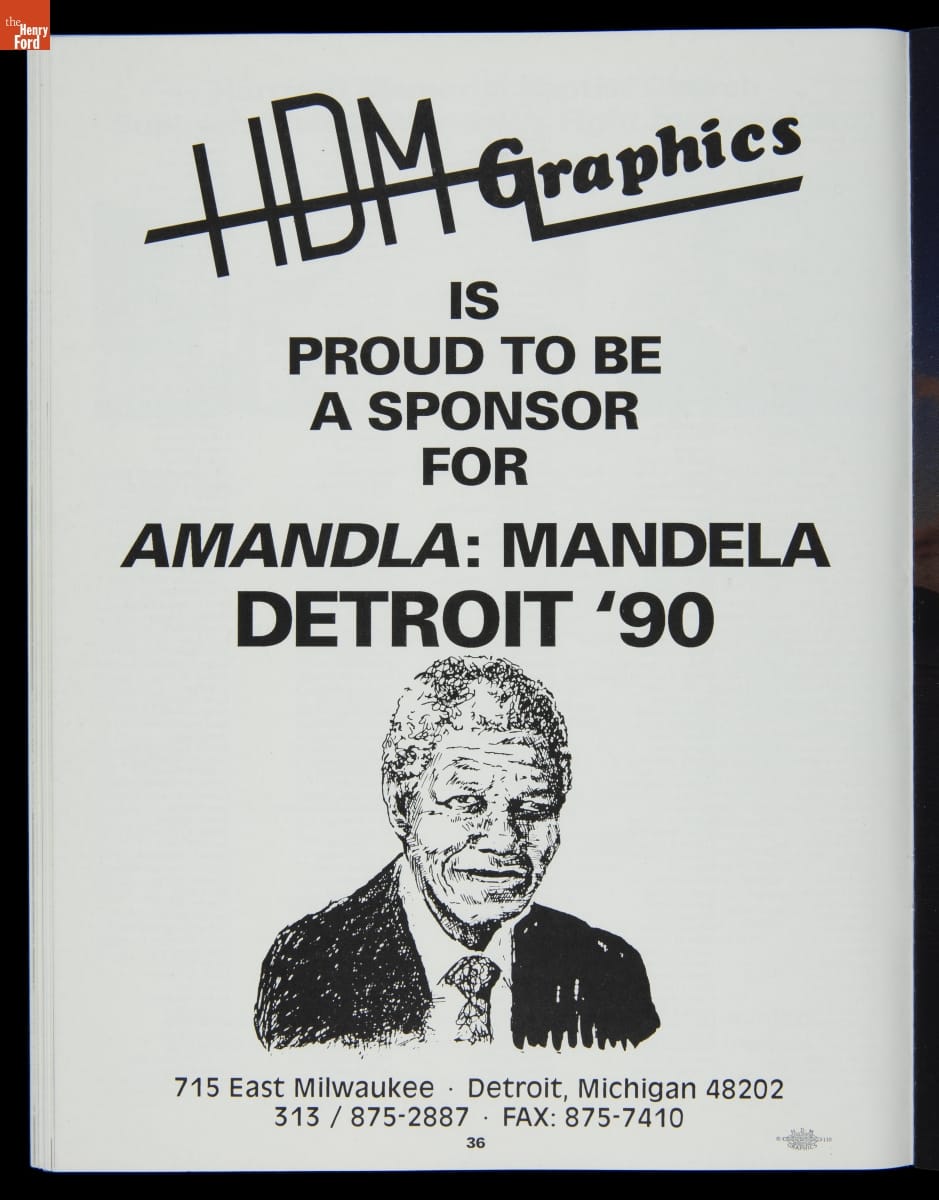 the
Henry
Ford
HDM Graphics
IS
PROUD TO BE
A SPONSOR
FOR
AMANDLA: MANDELA
DETROIT ‘90
715 East Milwaukee · Detroit, Michigan 48202
313 / 875-2887 · FAX: 875-7410
36